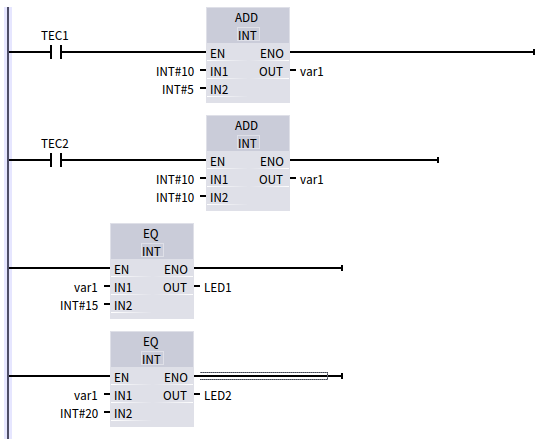 TEC1
ADD
INT
EN ENO
INT#10 IN1 OUT var1
INT#5 IN2
TEC2
ADD
INT
EN ENO
INT#10 IN1 OUT var1
INT#10 IN2
EQ
INT
EN ENO
var1 IN1 OUT LED1
INT#15 IN2
EQ
INT
EN ENO
var1 IN1 OUT LED2
INT#20 IN2